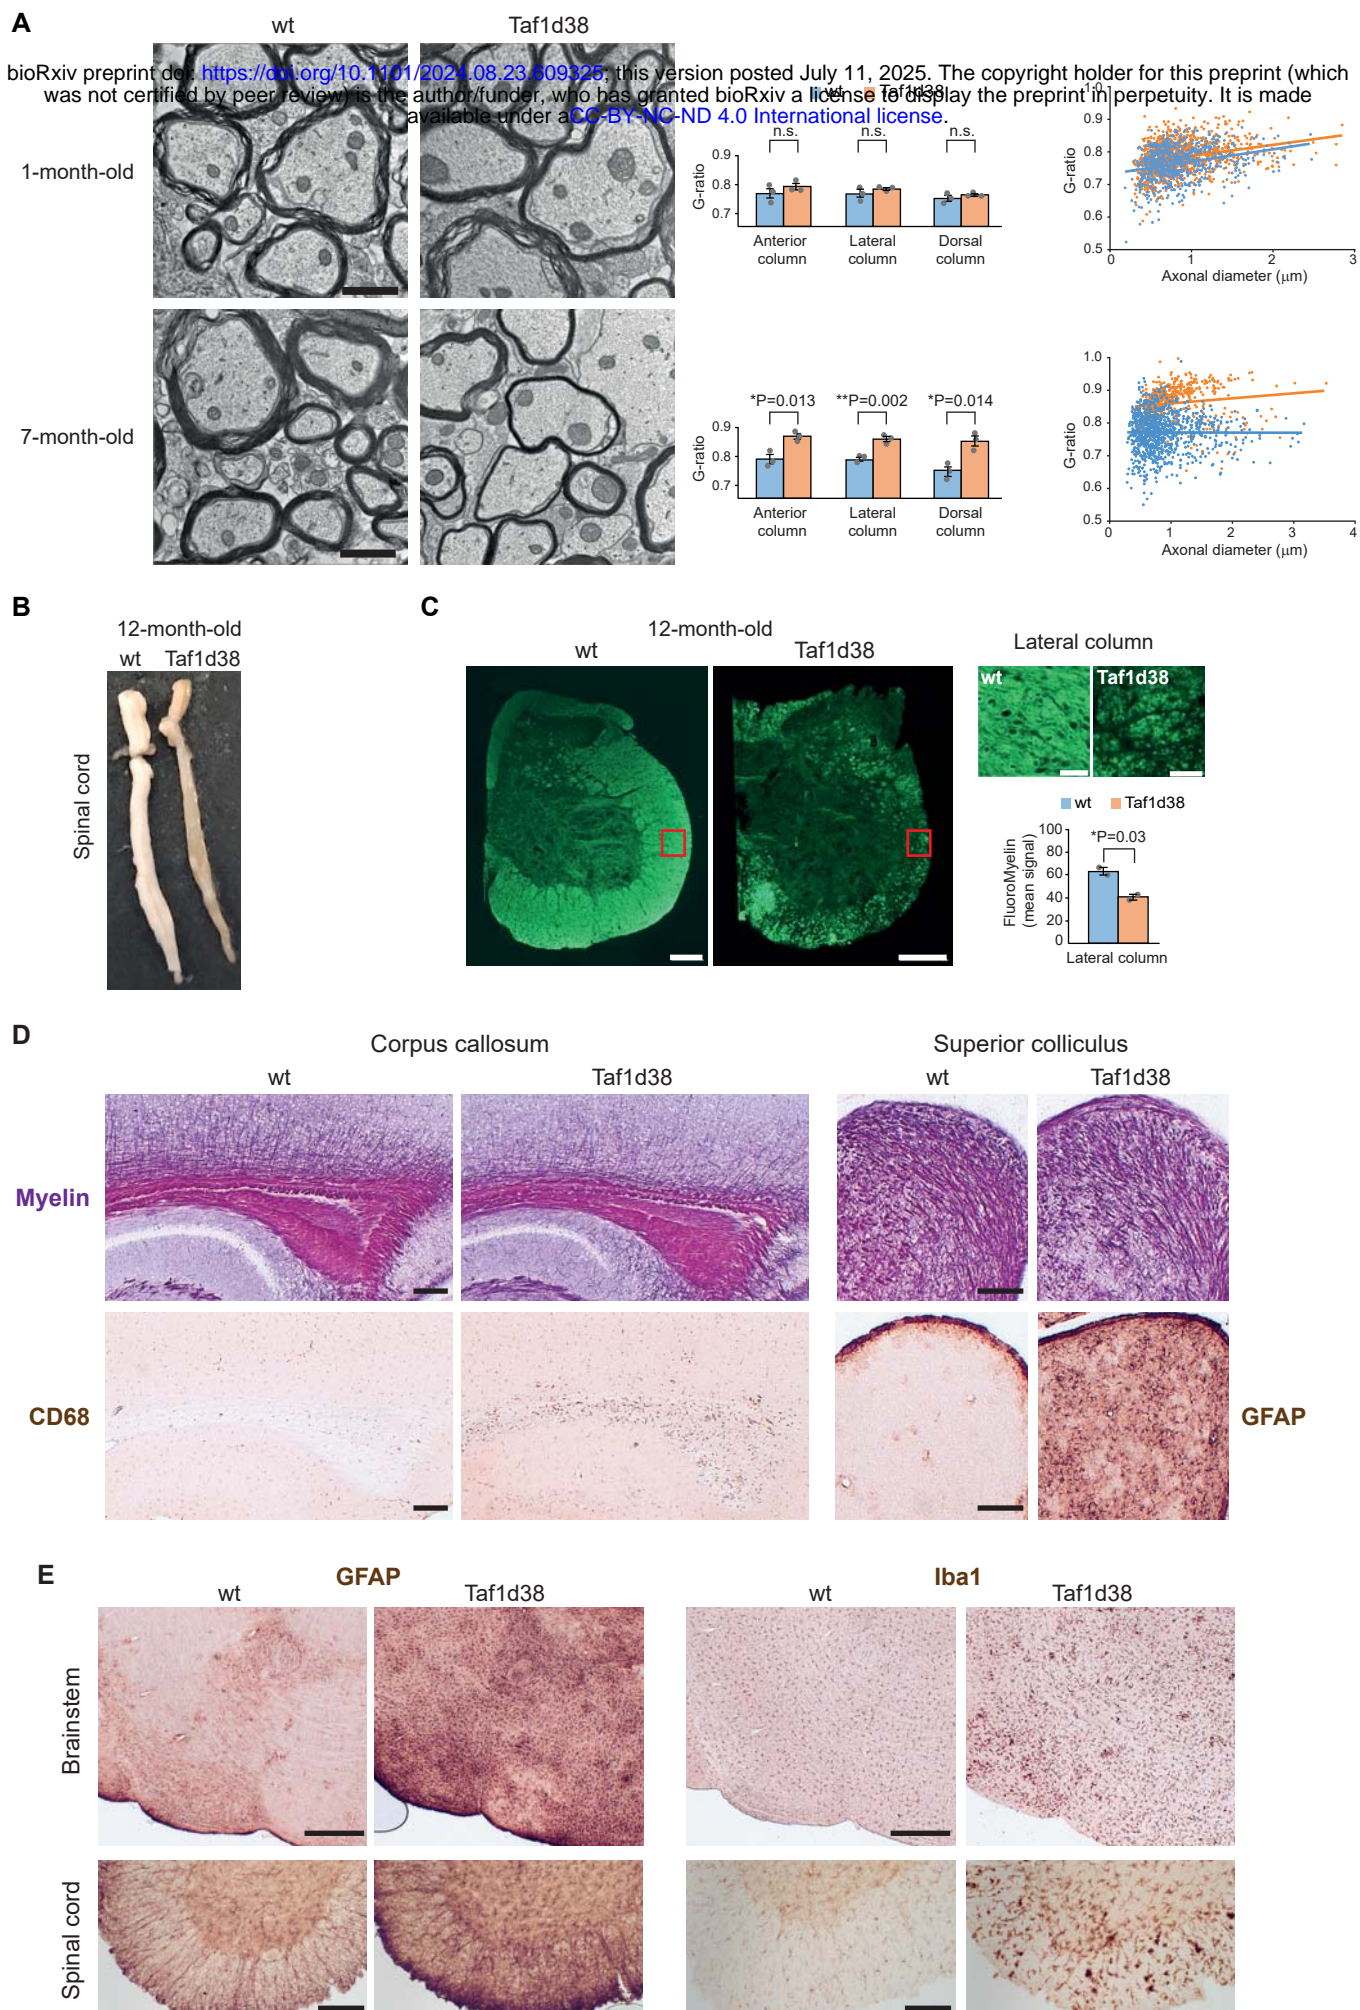 A
wt
Taf1d38
bioRxiv preprint doi: https://doi.org/10.1101/2024.08.23.609325; this version posted July 11, 2025. The copyright holder for this preprint (which
was not certified by peer review) is the author/funder, who has granted bioRxiv a license to display the preprint in perpetuity. It is made
available under aCC-BY-NC-ND 4.0 International license.
wt
Taf1d38
1-month-old
n.s.
n.s.
n.s.
G-ratio
0.9
0.8
0.7
Anterior
column
Lateral
column
Dorsal
column
G-ratio
1.0
0.9
0.8
0.7
0.6
0.5
0
1
2
3
Axonal diameter (μm)
7-month-old
*P=0.013
**P=0.002
*P=0.014
G-ratio
0.9
0.8
0.7
Anterior
column
Lateral
column
Dorsal
column
G-ratio
1.0
0.9
0.8
0.7
0.6
0.5
0
1
2
3
4
Axonal diameter (μm)
B
12-month-old
wt
Taf1d38
Spinal cord
C
12-month-old
wt
Taf1d38
Lateral column
wt
Taf1d38
wt
Taf1d38
*P=0.03
FluoroMyelin
(mean signal)
100
80
60
40
20
0
Lateral column
D
Corpus callosum
Superior colliculus
wt
Taf1d38
wt
Taf1d38
Myelin
CD68
GFAP
E
GFAP
Iba1
wt
Taf1d38
wt
Taf1d38
Brainstem
Spinal cord